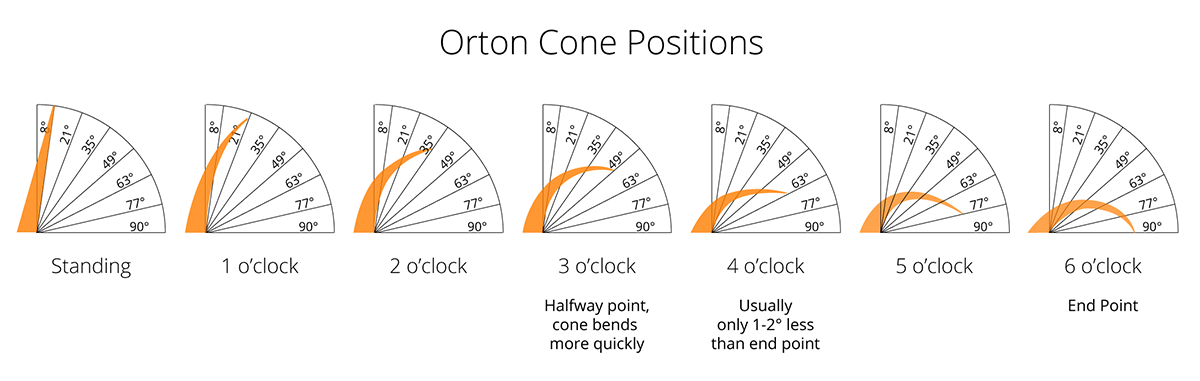 Orton Cone Positions
8° 21° 35° 49° 63° 77° 90°
8° 21° 35° 49° 63° 77° 90°
8° 21° 35° 49° 63° 77° 90°
8° 21° 35° 49° 63° 77° 90°
8° 21° 35° 49° 63° 77° 90°
8° 21° 35° 49° 63° 77° 90°
8° 21° 35° 49° 63° 77° 90°
Standing
1 o’clock
2 o’clock
3 o’clock
4 o’clock
5 o’clock
6 o’clock
Halfway point,
cone bends
more quickly
Usually
only 1-2° less
than end point
End Point